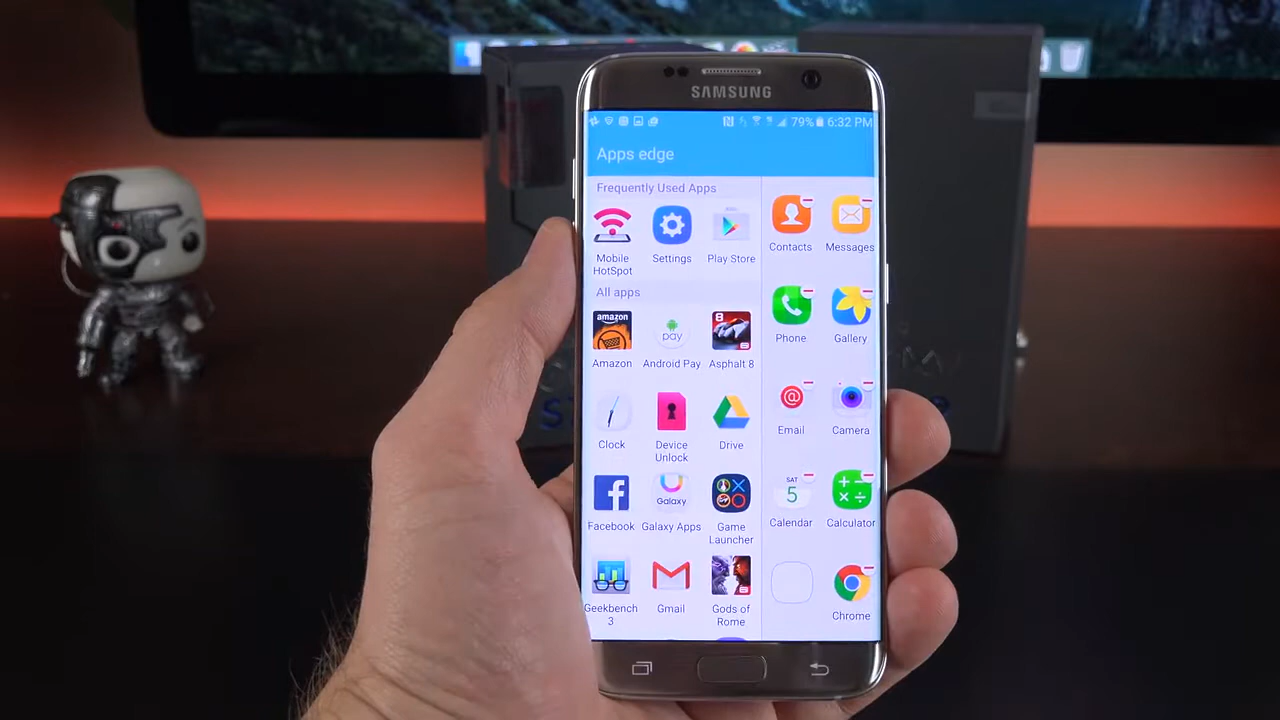 SAMSUNG
79% 6:32 PM
Apps edge
Frequently Used Apps
Mobile HotSpot
Settings
Play Store
All apps
amazon
Amazon
pay
Android Pay
8
Asphalt 8
Clock
Device Unlock
Drive
Facebook
Galaxy
Galaxy Apps
Game Launcher
Geekbench 3
Gmail
Gods of Rome
Contacts
Messages
Phone
Gallery
@
Email
Camera
SAT
5
Calendar
Calculator
Chrome